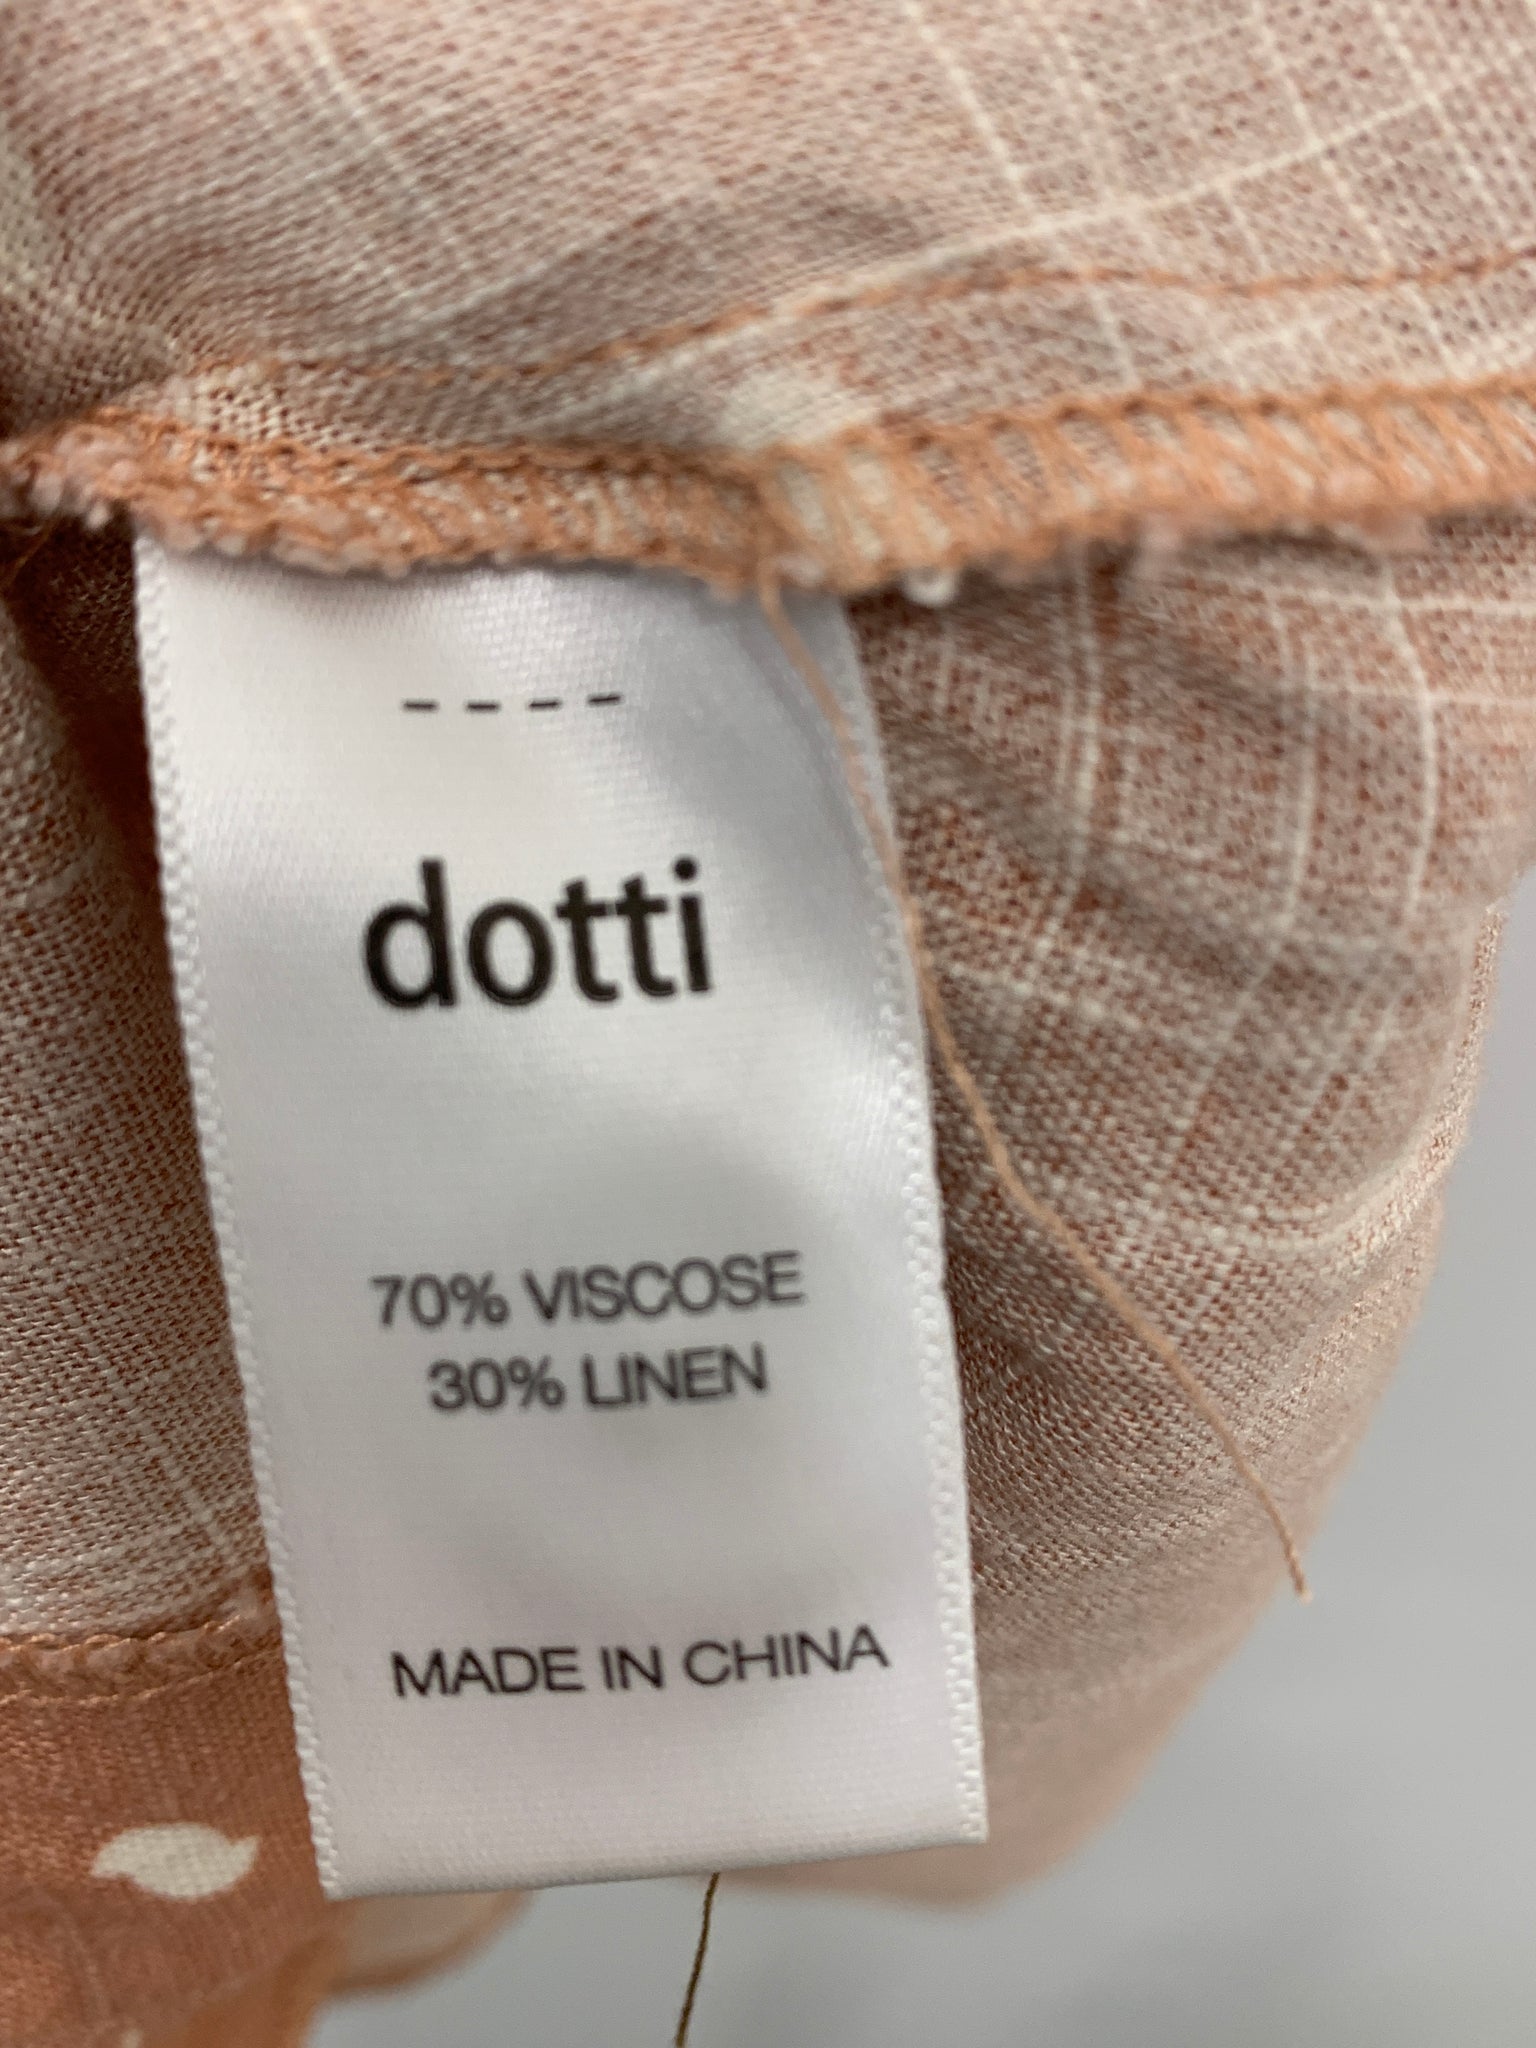 dotti
70% VISCOSE
30% LINEN
MADE IN CHINA